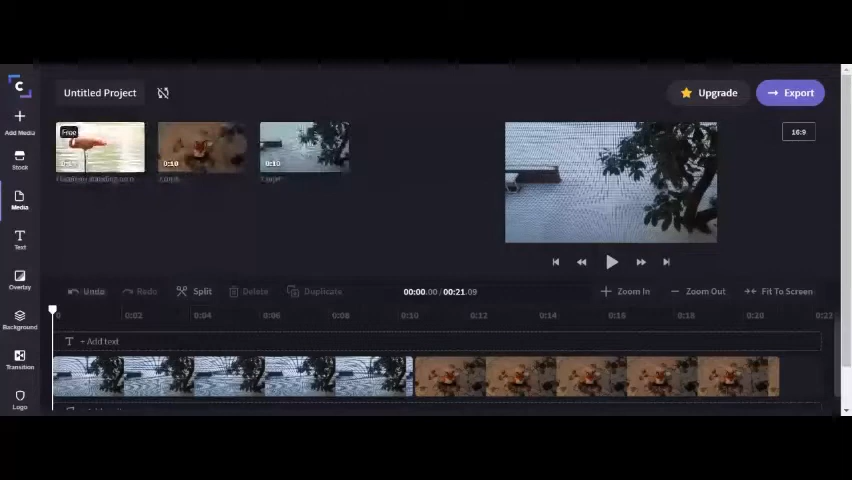 Untitled Project
Upgrade
Export
C
Add Media
Free
16:9
0:10
0:10
Stock
Media
Text
Undo
Redo
Split
Delete
Duplicate
00:00.00 / 00:21.09
Zoom In
Zoom Out
Fit To Screen
Overlay
0
0:02
0:04
0:06
0:08
0:10
0:12
0:14
0:16
0:18
0:20
0:22
Background
T + Add text
Transition
Logo